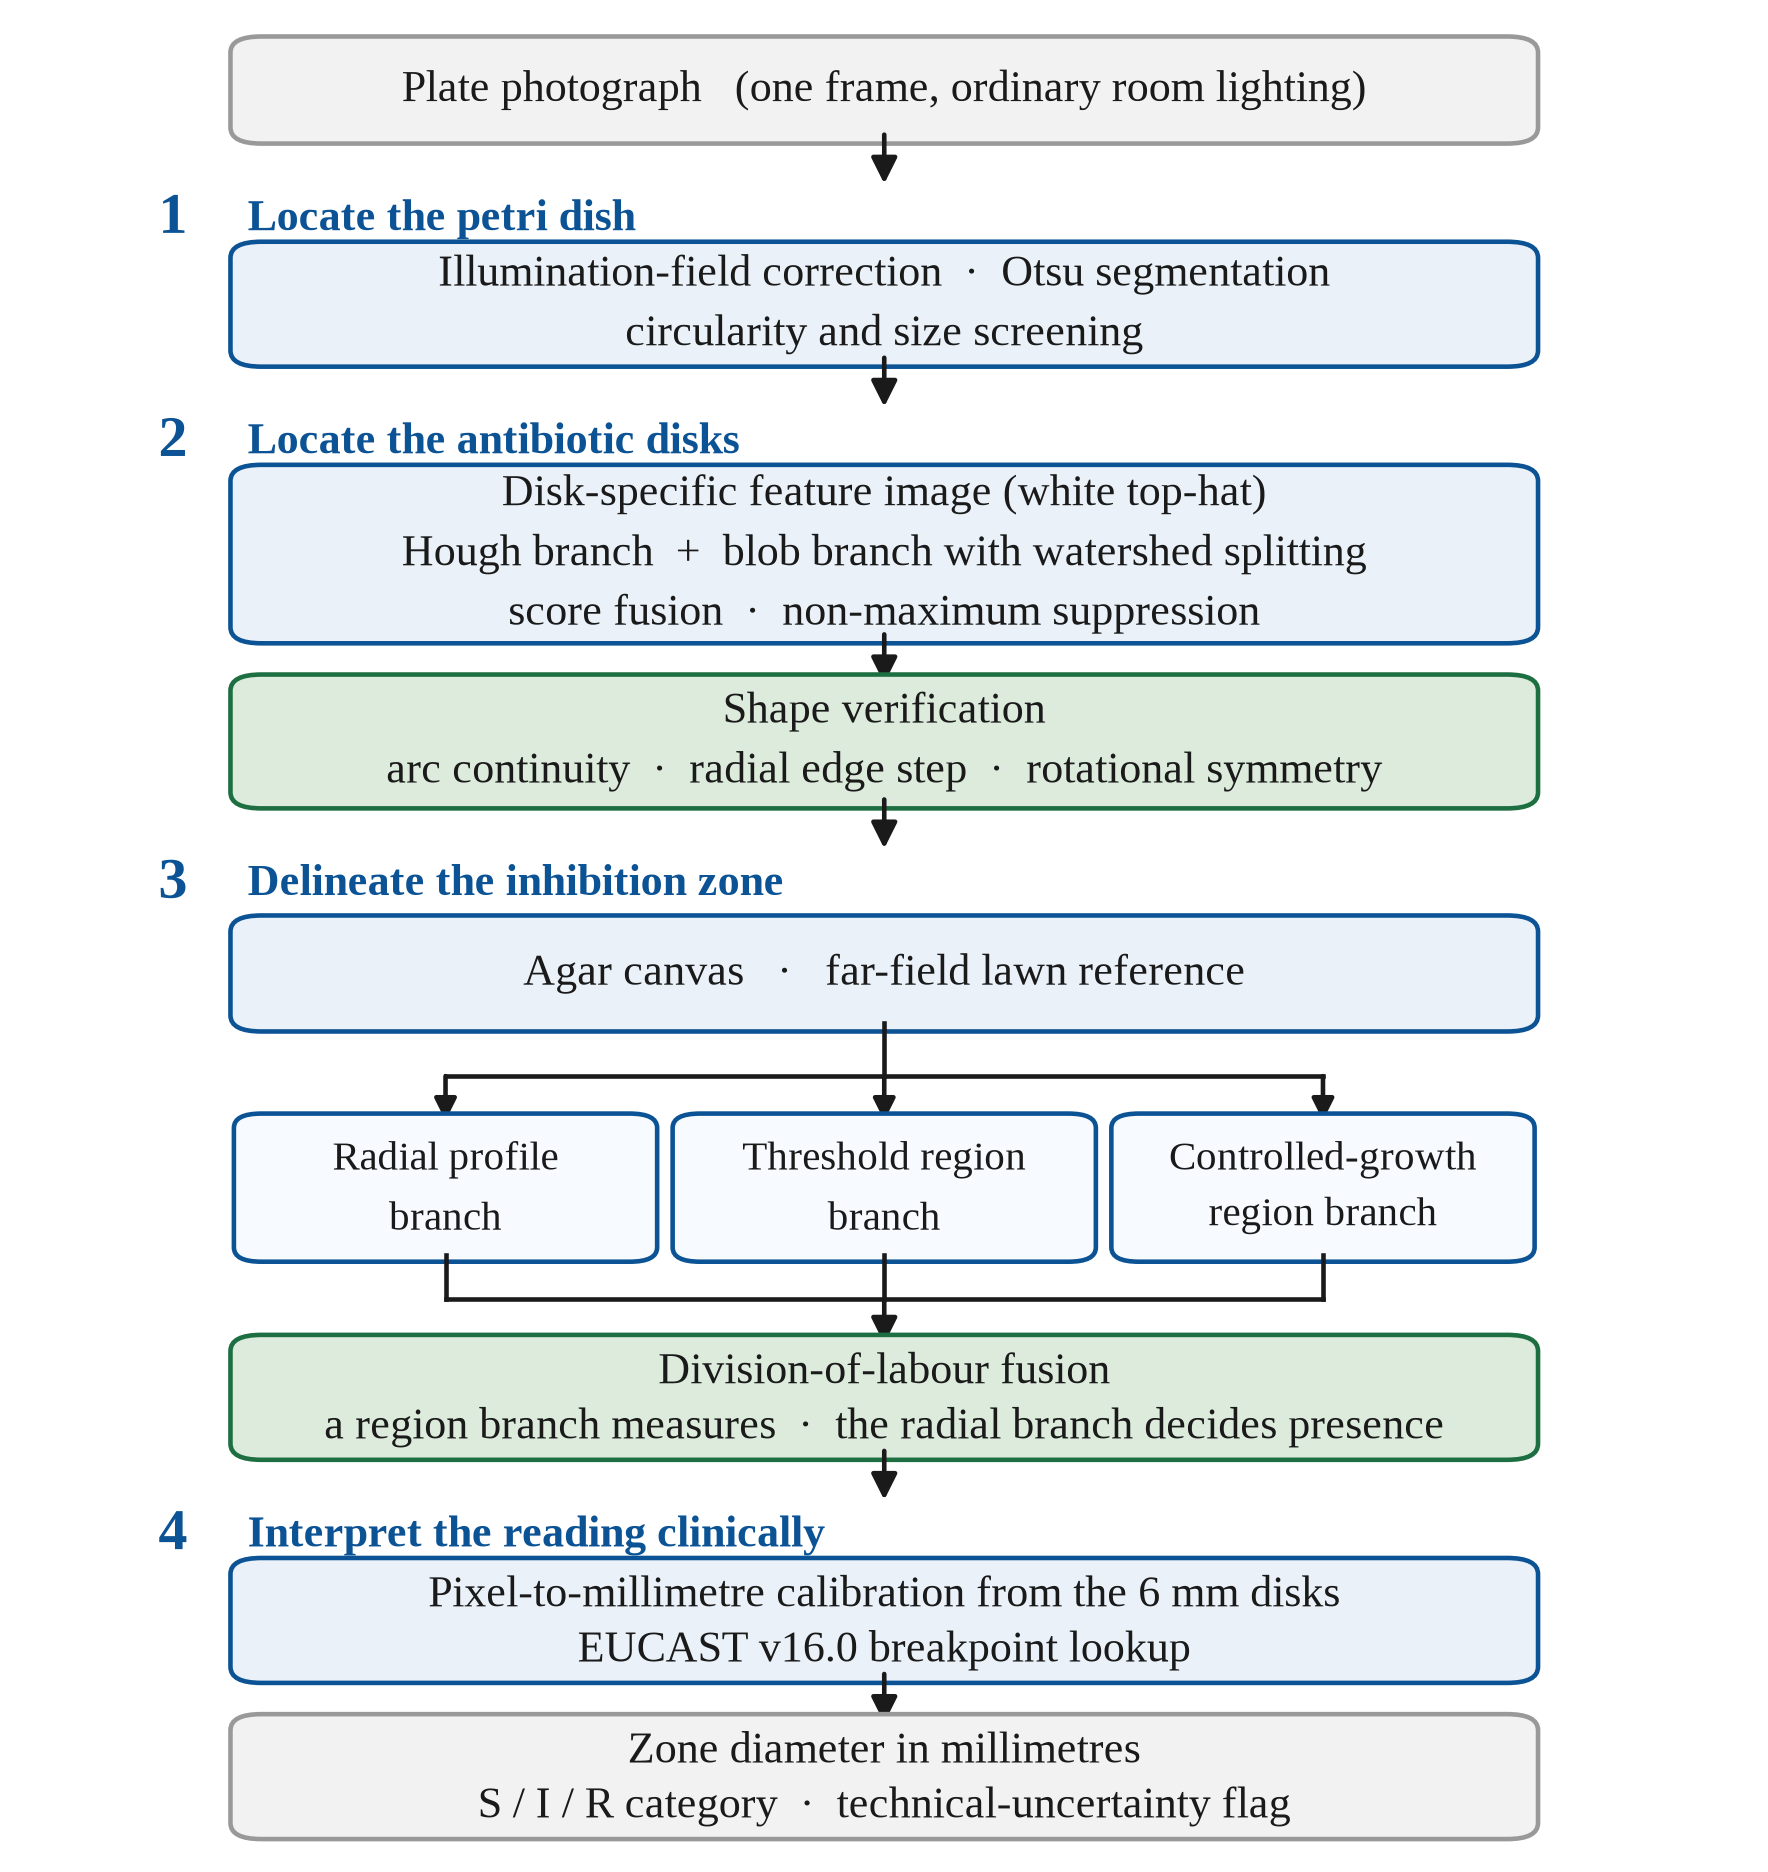 Plate photograph (one frame, ordinary room lighting)
1 Locate the petri dish
Illumination-field correction · Otsu segmentation
circularity and size screening
2 Locate the antibiotic disks
Disk-specific feature image (white top-hat)
Hough branch + blob branch with watershed splitting
score fusion · non-maximum suppression
Shape verification
arc continuity · radial edge step · rotational symmetry
3 Delineate the inhibition zone
Agar canvas · far-field lawn reference
Radial profile
branch
Threshold region
branch
Controlled-growth
region branch
Division-of-labour fusion
a region branch measures · the radial branch decides presence
4 Interpret the reading clinically
Pixel-to-millimetre calibration from the 6 mm disks
EUCAST v16.0 breakpoint lookup
Zone diameter in millimetres
S / I / R category · technical-uncertainty flag